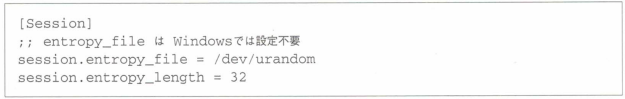 [Session]
;; entropy_file は Windowsでは設定不要
session.entropy_file = /dev/urandom
session.entropy_length = 32